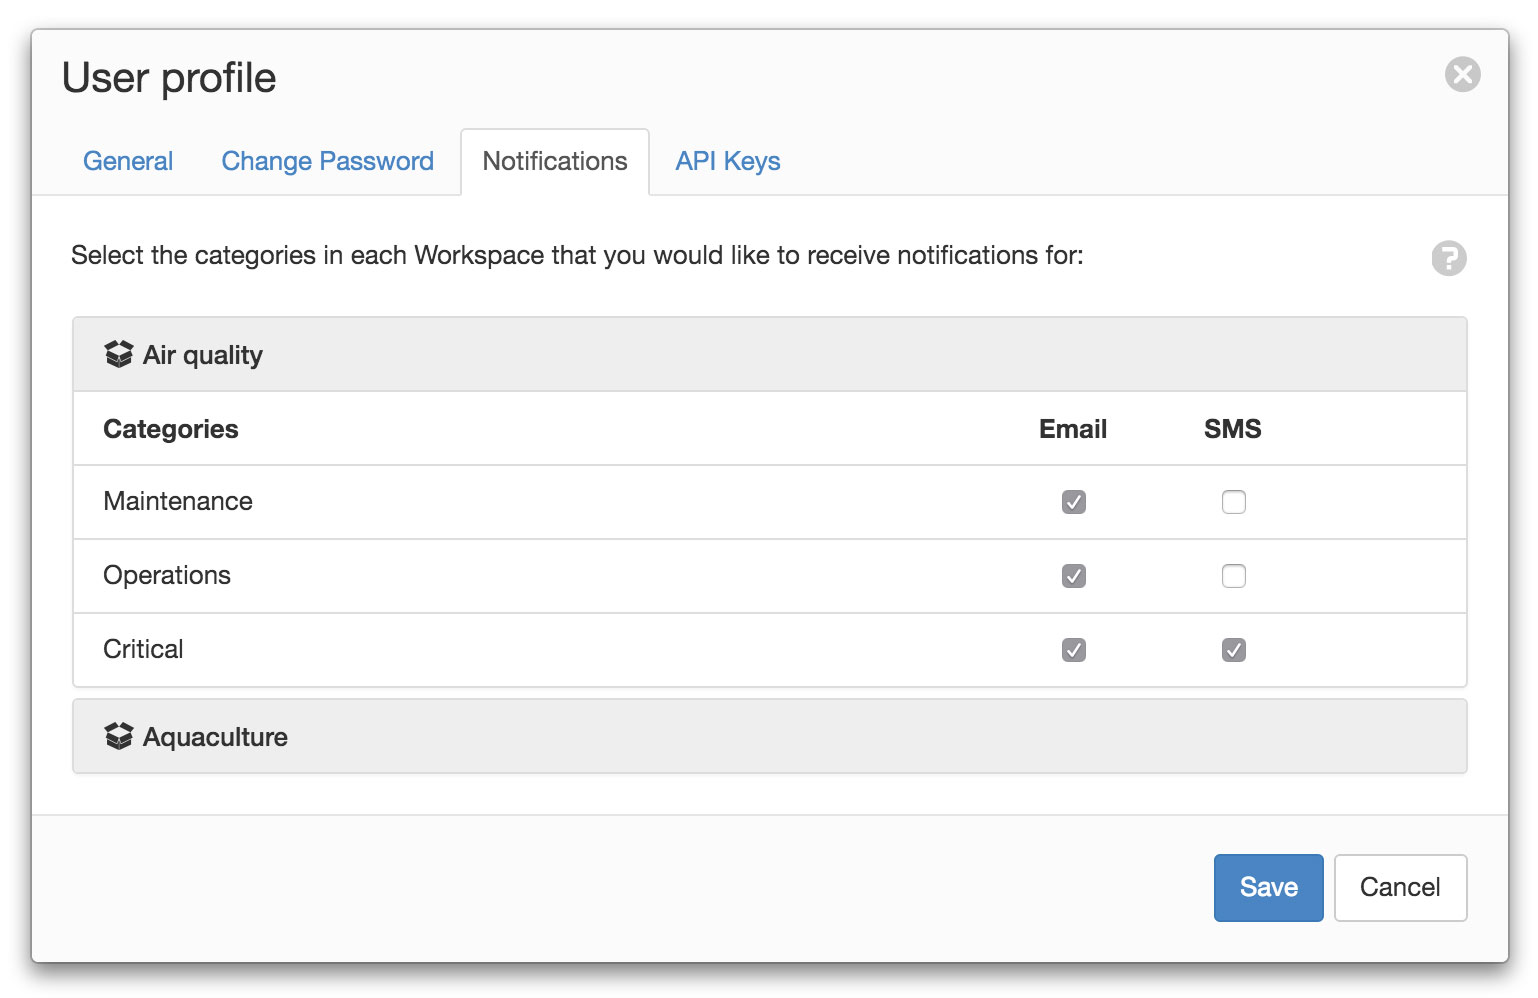 User profile
General Change Password Notifications API Keys
Select the categories in each Workspace that you would like to receive notifications for:
?
Air quality
Categories Email SMS
Maintenance
Operations
Critical
Aquaculture
Save Cancel